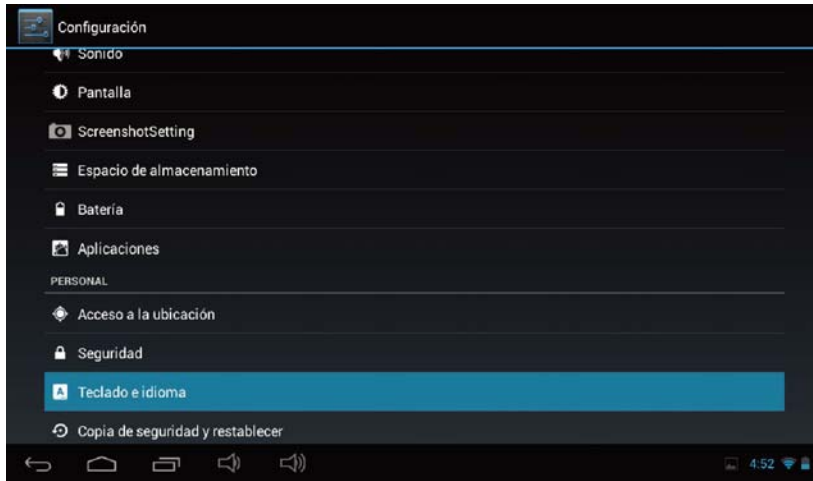 Configuración
Sonido
Pantalla
ScreenshotSetting
Espacio de almacenamiento
Batería
Aplicaciones
PERSONAL
Acceso a la ubicación
Seguridad
A Teclado e idioma
Copia de seguridad y restablecer
4:52